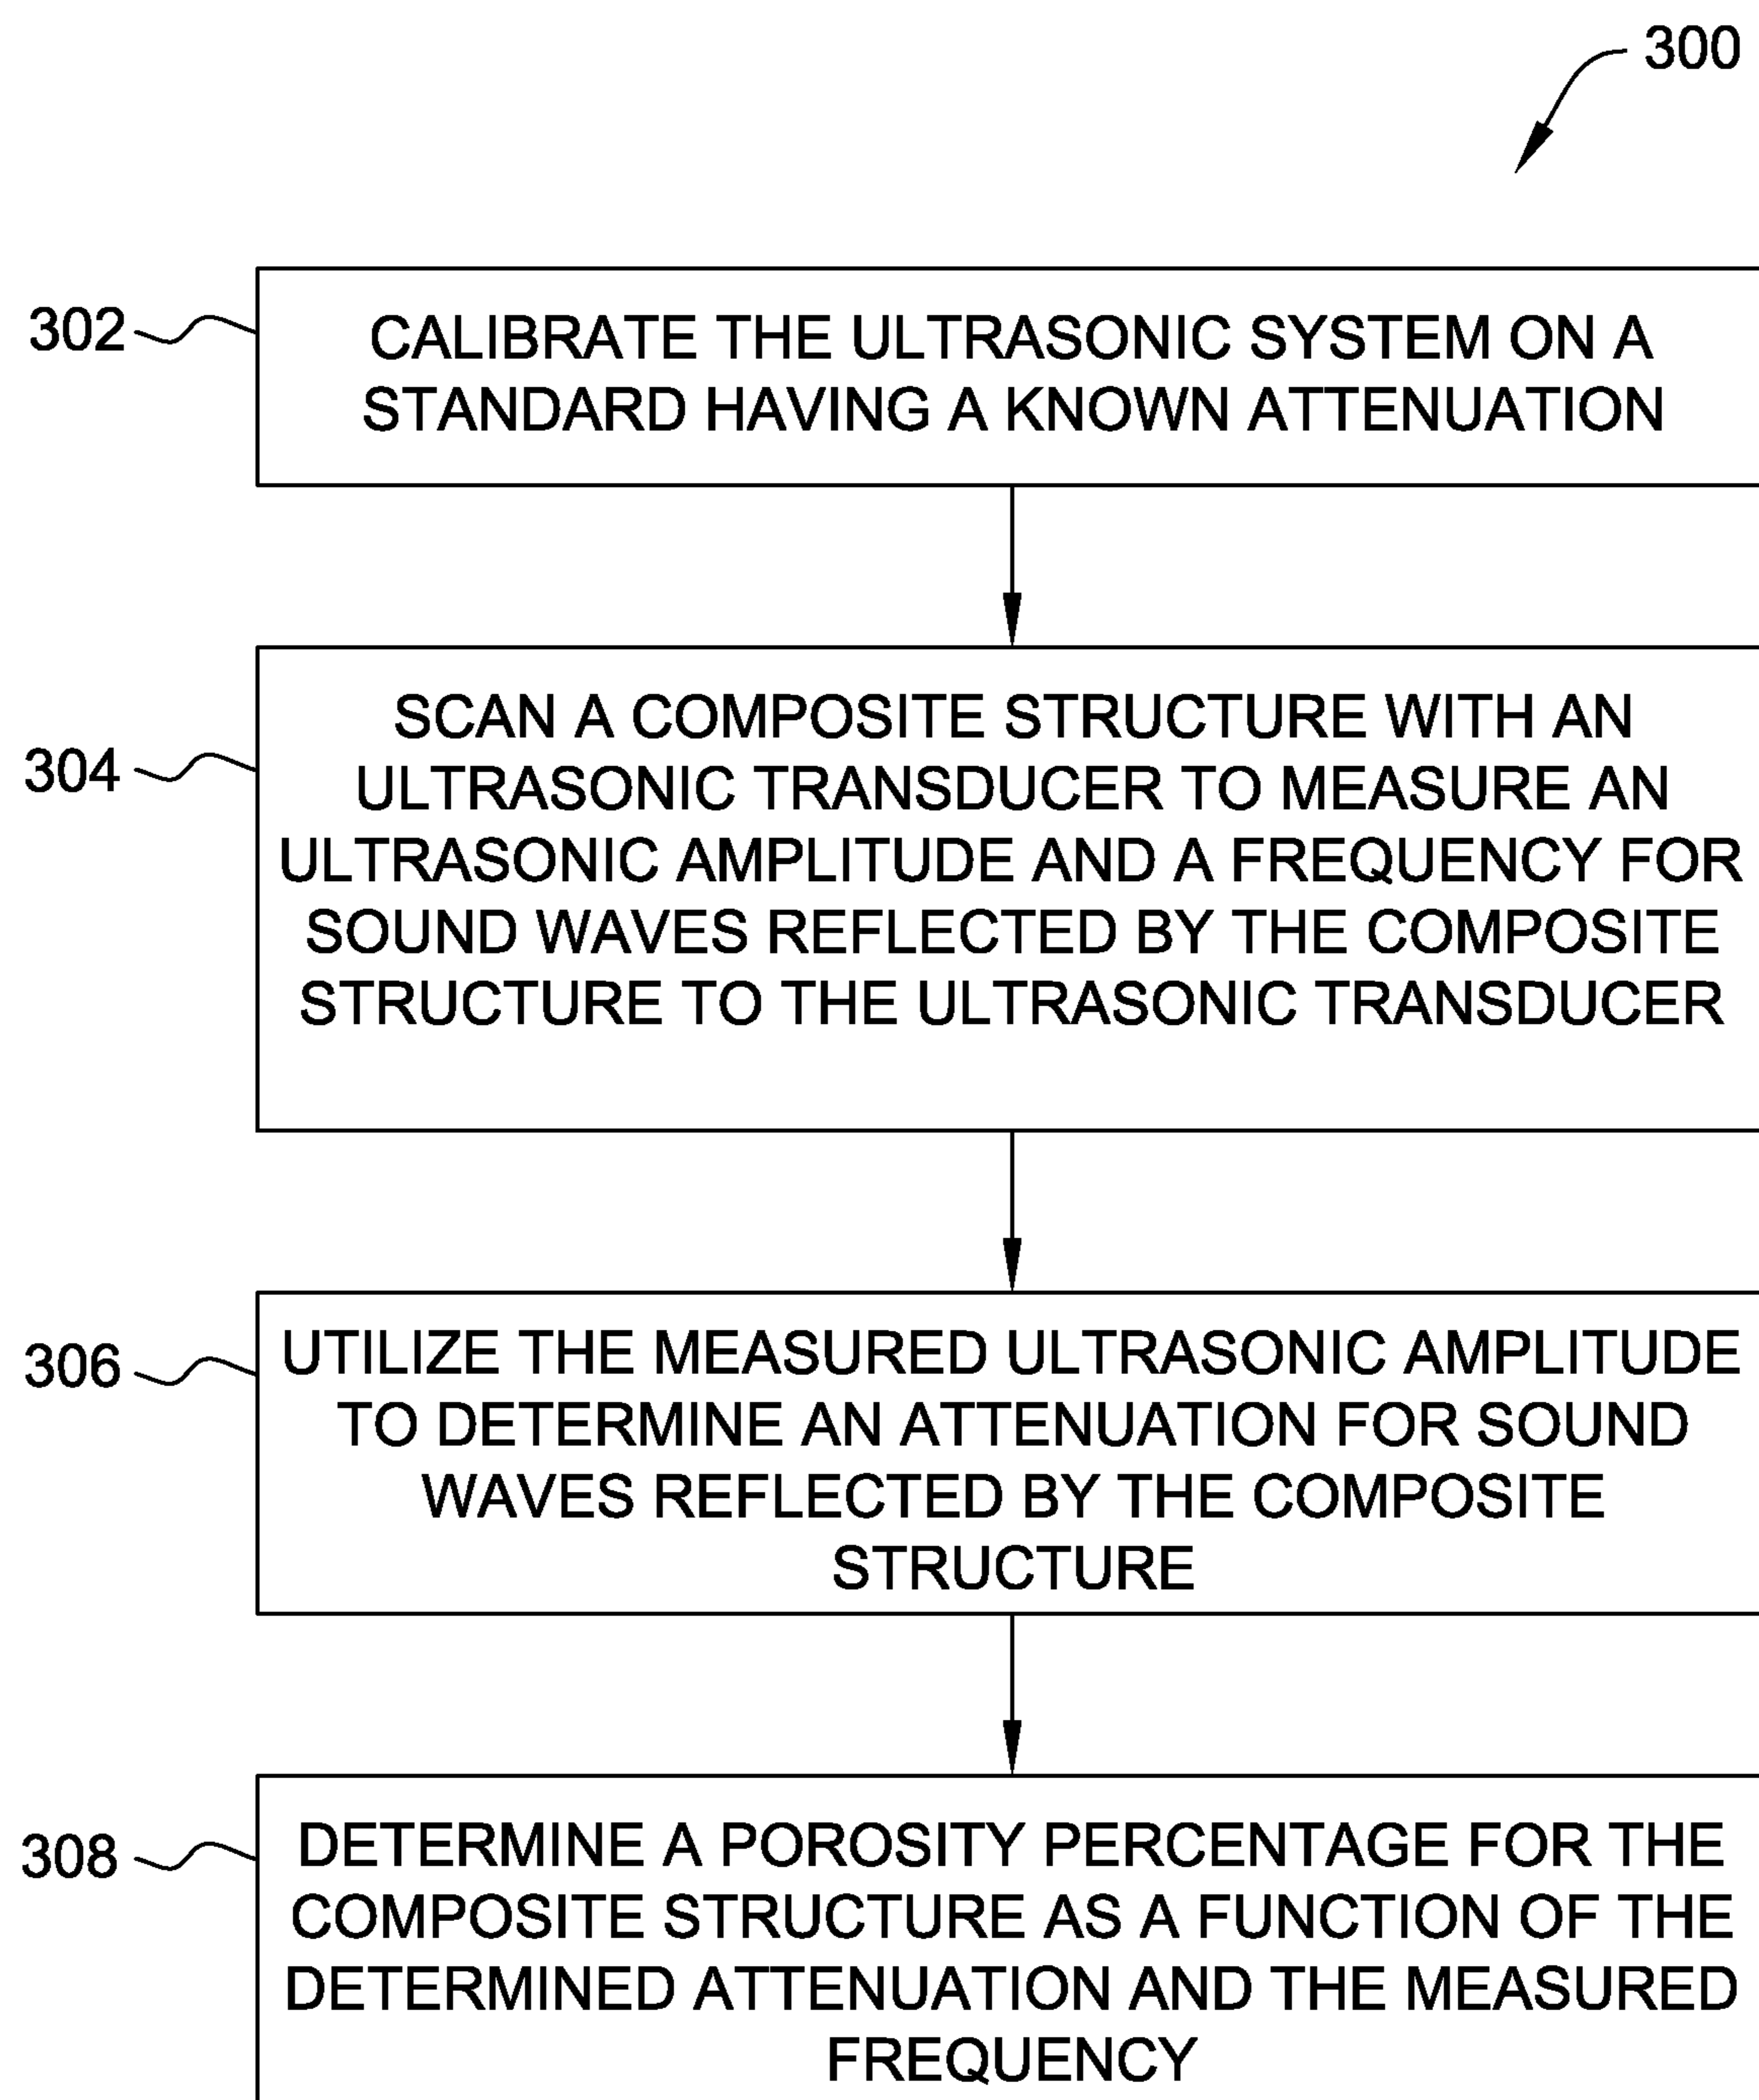 300
302
CALIBRATE THE ULTRASONIC SYSTEM ON A
STANDARD HAVING A KNOWN ATTENUATION
304
SCAN A COMPOSITE STRUCTURE WITH AN
ULTRASONIC TRANSDUCER TO MEASURE AN
ULTRASONIC AMPLITUDE AND A FREQUENCY FOR
SOUND WAVES REFLECTED BY THE COMPOSITE
STRUCTURE TO THE ULTRASONIC TRANSDUCER
306
UTILIZE THE MEASURED ULTRASONIC AMPLITUDE
TO DETERMINE AN ATTENUATION FOR SOUND
WAVES REFLECTED BY THE COMPOSITE
STRUCTURE
308
DETERMINE A POROSITY PERCENTAGE FOR THE
COMPOSITE STRUCTURE AS A FUNCTION OF THE
DETERMINED ATTENUATION AND THE MEASURED
FREQUENCY